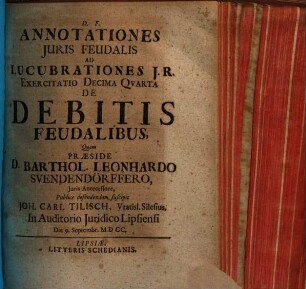 D. F.
ANNOTATIONES
JURIS FEUDALIS
AD
LUCUBRATIONES J.R.
EXERCITATIO DECIMA QVARTA
DE
DEBITIS
FEUDALIBUS,
Quam
PRÆSIDE
D. BARTHOL. LEONHARDO
SVENDENDÖRFFERO,
Juris Antecessore,
Publice defendendam, suscipit
JOH. CARL TILISCH. Vratisl. Silesius.
In Auditorio Juridico Lipsiensi
Die 9. Septembr. MDCC.
LIPSIÆ,
LITTERIS SCHEDIANIS.